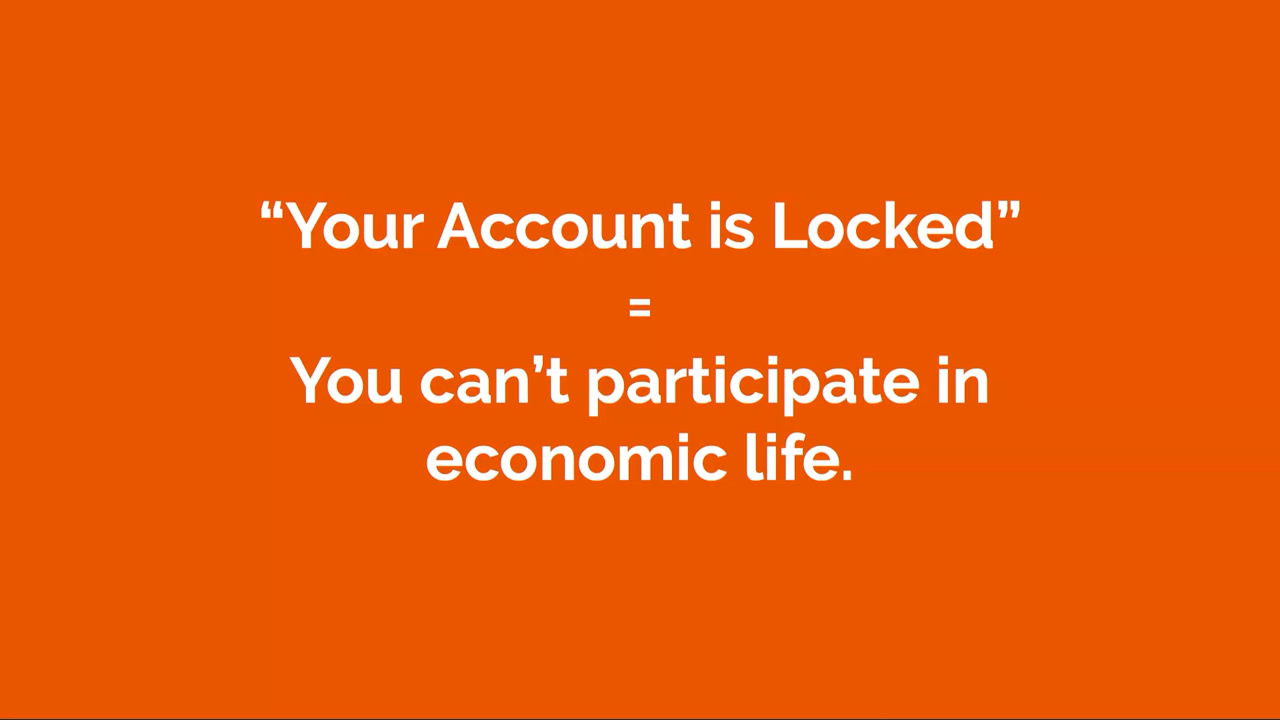 “Your Account is Locked”
=
You can’t participate in
economic life.